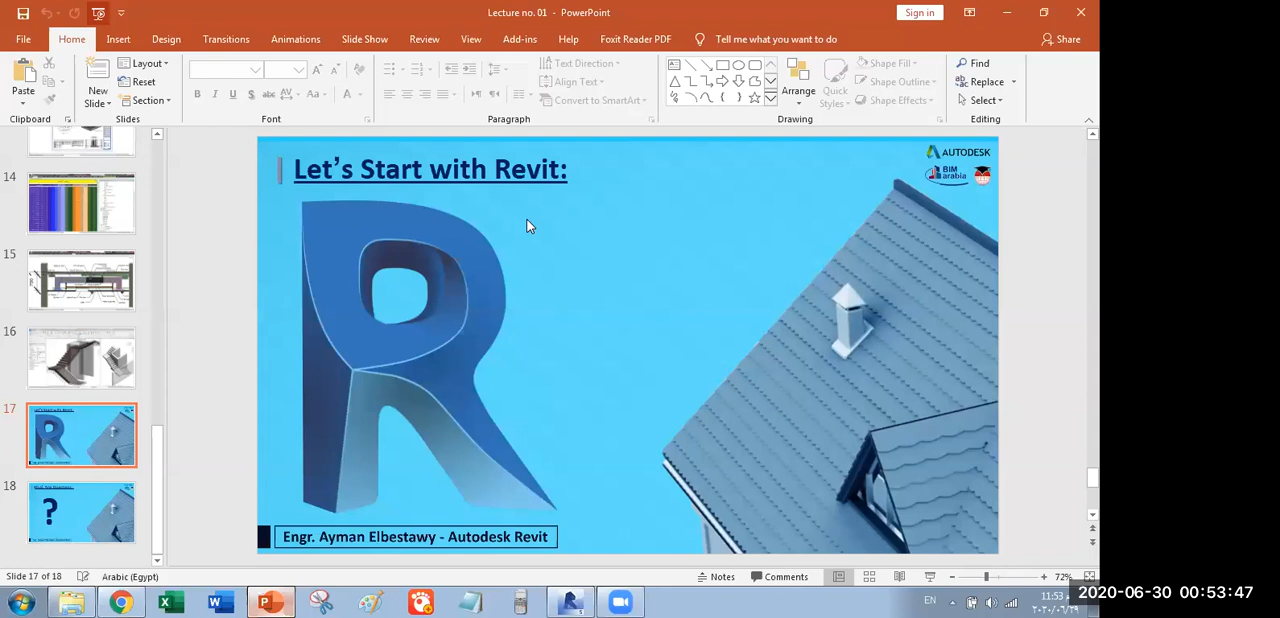 Lecture no. 01 - PowerPoint
Sign in
File Home Insert Design Transitions Animations Slide Show Review View Add-ins Help Foxit Reader PDF Tell me what you want to do Share
Paste
New
Slide
Layout
Reset
Section
Text Direction
Align Text
Convert to SmartArt
Arrange
Quick
Styles
Shape Fill
Shape Outline
Shape Effects
Find
Replace
Select
Clipboard Slides Font Paragraph Drawing Editing
14
15
16
17
18
Let's Start with Revit:
AUTODESK
BIM
arabia
R
Engr. Ayman Elbestawy - Autodesk Revit
Slide 17 of 18 Arabic (Egypt) Notes Comments 72%
EN
11:53
٢٠٢٠/٠٦/٢٩
2020-06-30 00:53:47